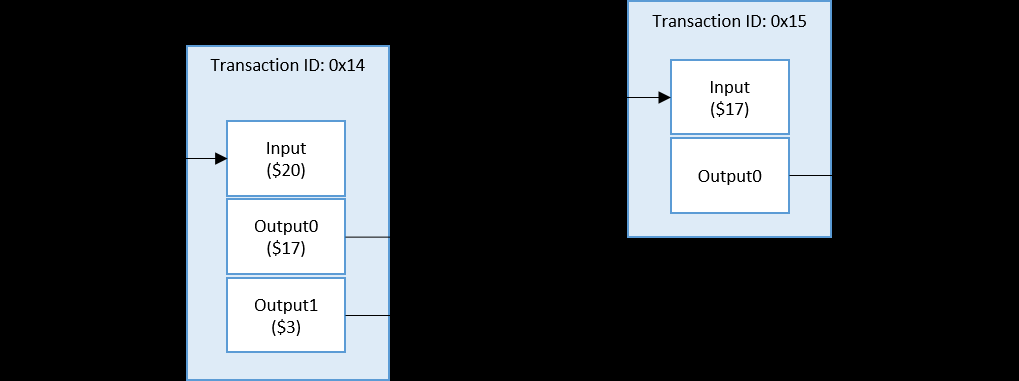 Transaction ID: 0x14
Input
($20)
Output0
($17)
Output1
($3)
Transaction ID: 0x15
Input
($17)
Output0